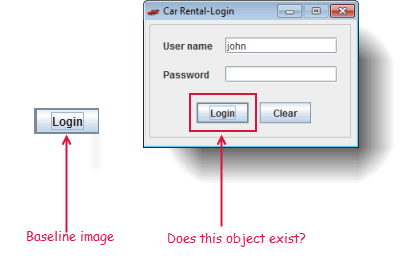 Car Rental-Login
User name john
Password
Login Clear
Login
Baseline image
Does this object exist?